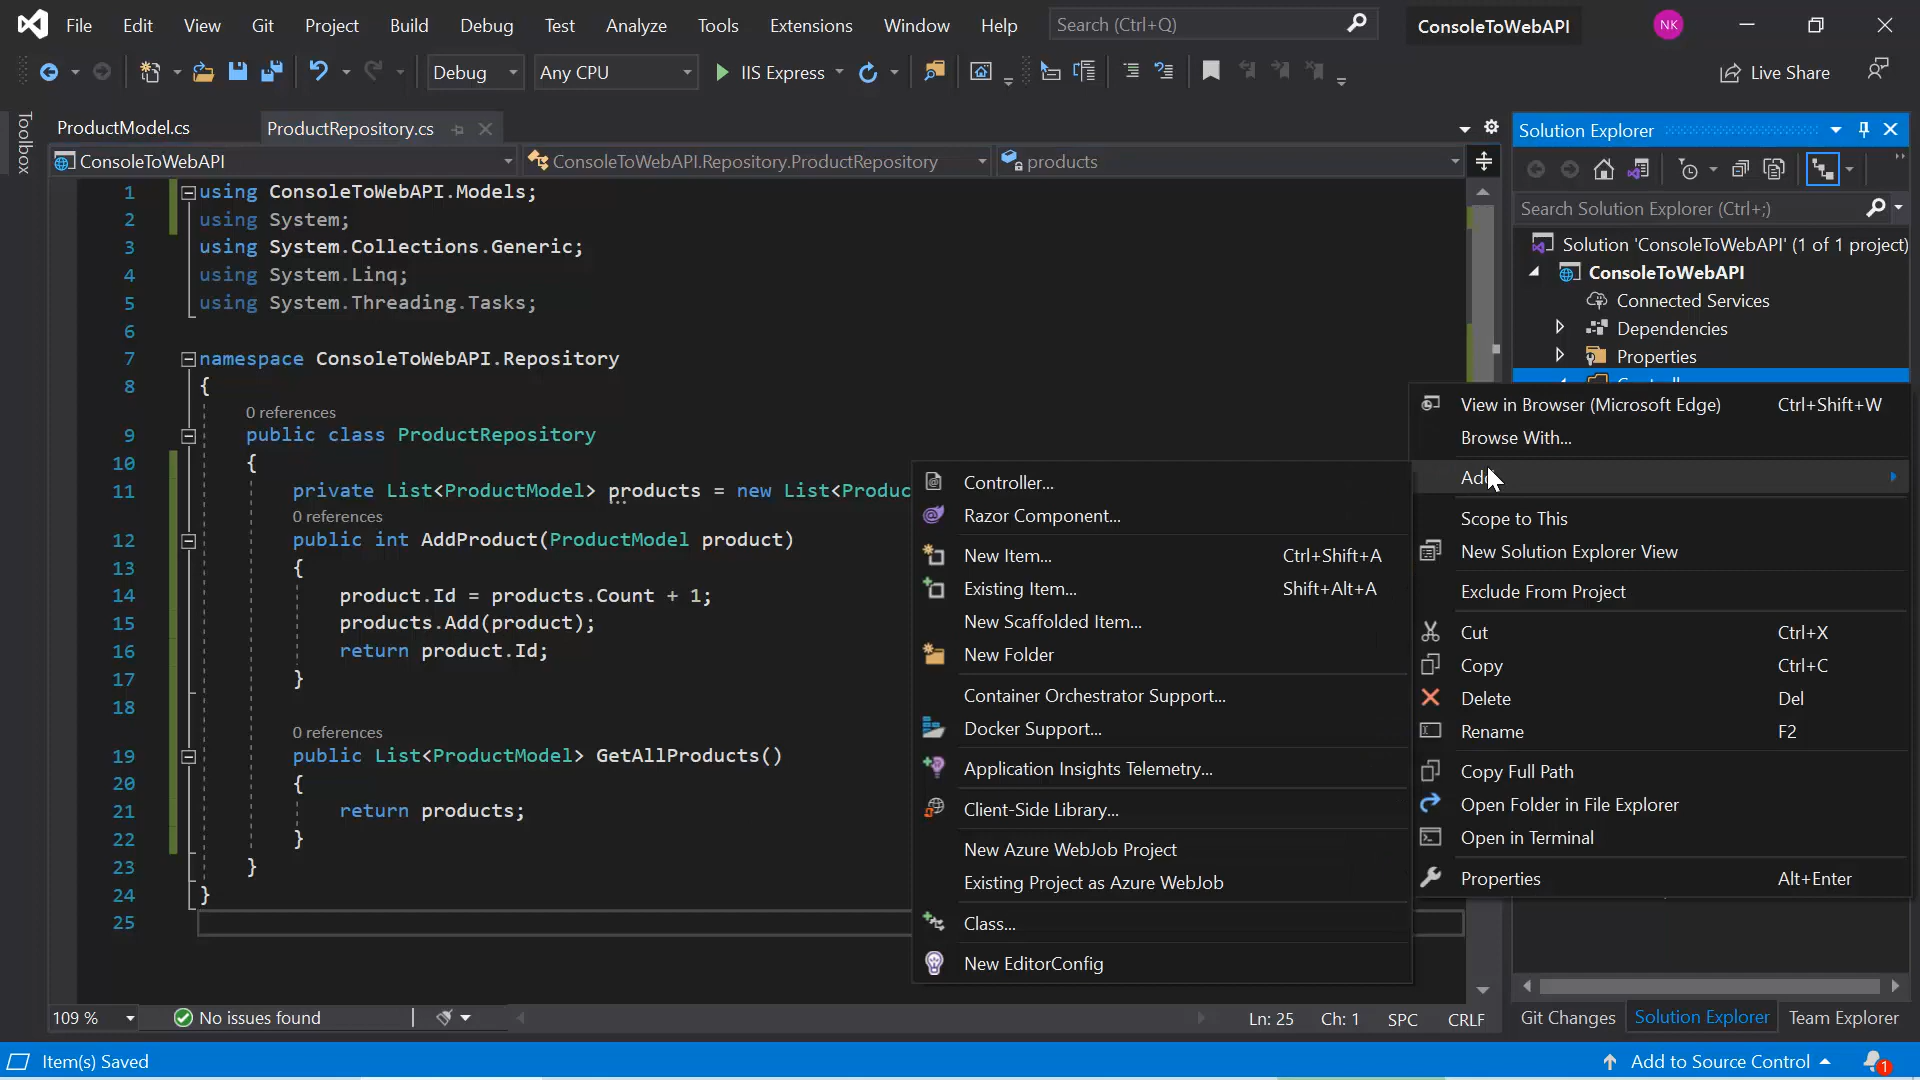 File Edit View Git Project Build Debug Test Analyze Tools Extensions Window Help Search (Ctrl+Q) ConsoleToWebAPI NK
Debug Any CPU IIS Express Live Share
Toolbox
ProductModel.cs ProductRepository.cs
ConsoleToWebAPI ConsoleToWebAPI.Repository.ProductRepository products
1 using ConsoleToWebAPI.Models;
2 using System;
3 using System.Collections.Generic;
4 using System.Linq;
5 using System.Threading.Tasks;
6
7 namespace ConsoleToWebAPI.Repository
8 {
0 references
9 public class ProductRepository
10 {
11 private List<ProductModel> products = new List<Produc
0 references
12 public int AddProduct(ProductModel product)
13 {
14 product.Id = products.Count + 1;
15 products.Add(product);
16 return product.Id;
17 }
18
0 references
19 public List<ProductModel> GetAllProducts()
20 {
21 return products;
22 }
23 }
24 }
25
Controller...
Razor Component...
New Item... Ctrl+Shift+A
Existing Item... Shift+Alt+A
New Scaffolded Item...
New Folder
Container Orchestrator Support...
Docker Support...
Application Insights Telemetry...
Client-Side Library...
New Azure WebJob Project
Existing Project as Azure WebJob
Class...
New EditorConfig
Solution Explorer
Search Solution Explorer (Ctrl+;)
Solution 'ConsoleToWebAPI' (1 of 1 project)
ConsoleToWebAPI
Connected Services
Dependencies
Properties
View in Browser (Microsoft Edge) Ctrl+Shift+W
Browse With...
Add
Scope to This
New Solution Explorer View
Exclude From Project
Cut Ctrl+X
Copy Ctrl+C
Delete Del
Rename F2
Copy Full Path
Open Folder in File Explorer
Open in Terminal
Properties Alt+Enter
109 % No issues found Ln: 25 Ch: 1 SPC CRLF
Git Changes Solution Explorer Team Explorer
Item(s) Saved Add to Source Control 1